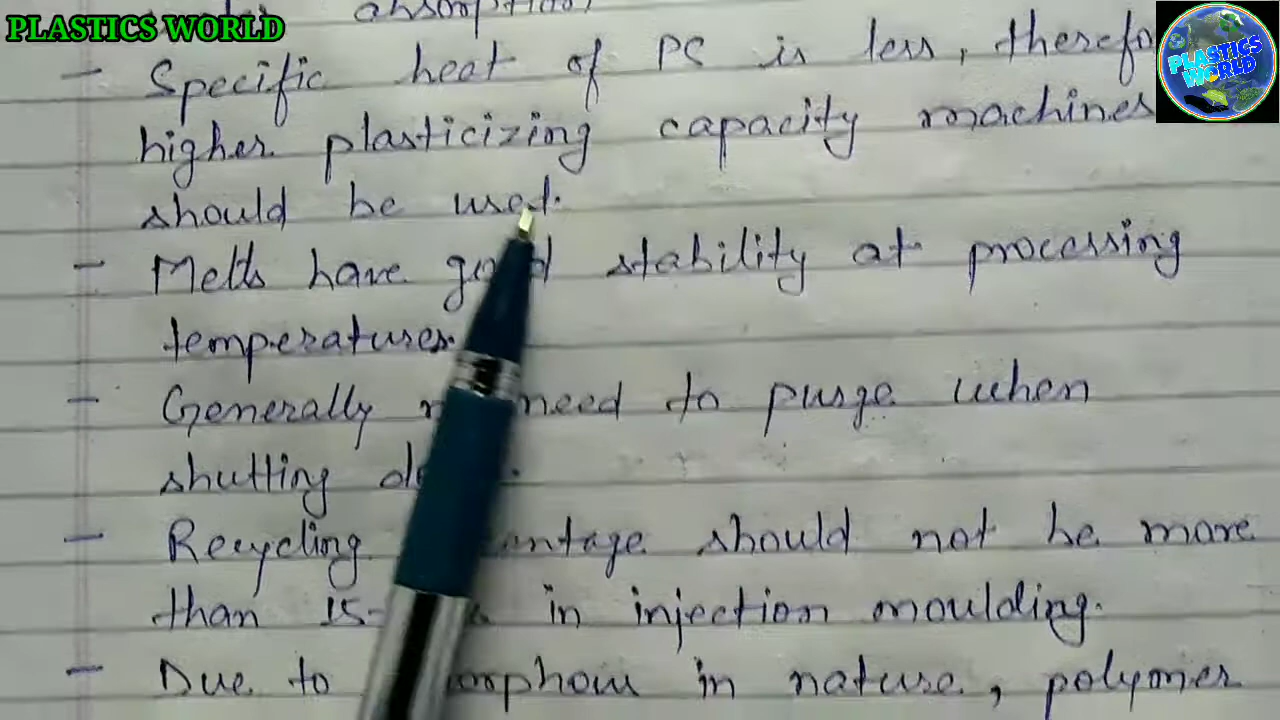 PLASTICS WORLD
PLASTICS WORLD
absorption
- Specific heat of PS is less, therefo
higher plasticizing capacity machines
should be used.
- Melts have good stability at processing
temperatures.
- Generally need to purge when
shutting
- Recycling should not be more
than 15- in injection moulding.
- Due to in nature, polymer